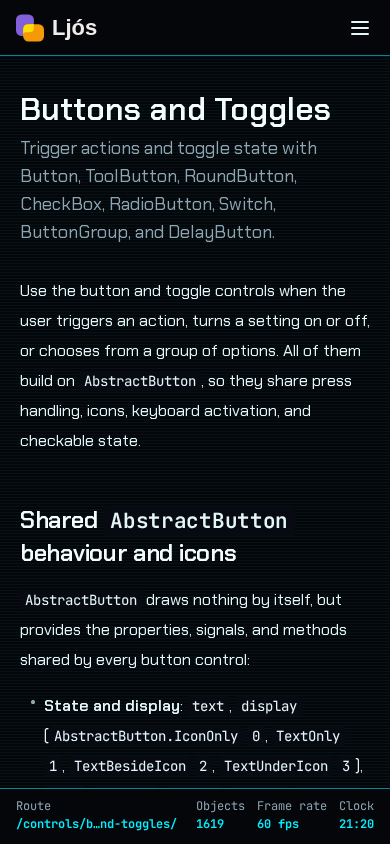 Ljós
Buttons and Toggles
Trigger actions and toggle state with
Button, ToolButton, RoundButton,
CheckBox, RadioButton, Switch,
ButtonGroup, and DelayButton.
Use the button and toggle controls when the
user triggers an action, turns a setting on or off,
or chooses from a group of options. All of them
build on AbstractButton, so they share press
handling, icons, keyboard activation, and
checkable state.
Shared AbstractButton
behaviour and icons
AbstractButton draws nothing by itself, but
provides the properties, signals, and methods
shared by every button control:
• State and display: text, display
(AbstractButton.IconOnly 0, TextOnly
1, TextBesideIcon 2, TextUnderIcon 3),
Route Objects Frame rate Clock
/controls/b…nd-toggles/ 1619 60 fps 21:20